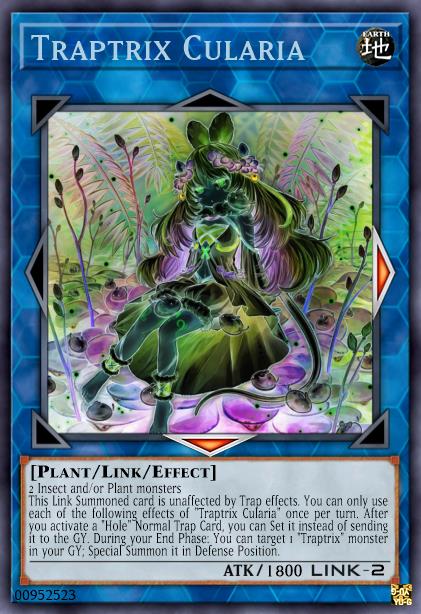 Traptrix Cularia
EARTH
地
[Plant/Link/Effect]
2 Insect and/or Plant monsters
This Link Summoned card is unaffected by Trap effects. You can only use
each of the following effects of "Traptrix Cularia" once per turn. After
you activate a "Hole" Normal Trap Card, you can Set it instead of sending
it to the GY. During your End Phase: You can target 1 "Traptrix" monster
in your GY; Special Summon it in Defense Position.
ATK/1800 LINK-2
00952523